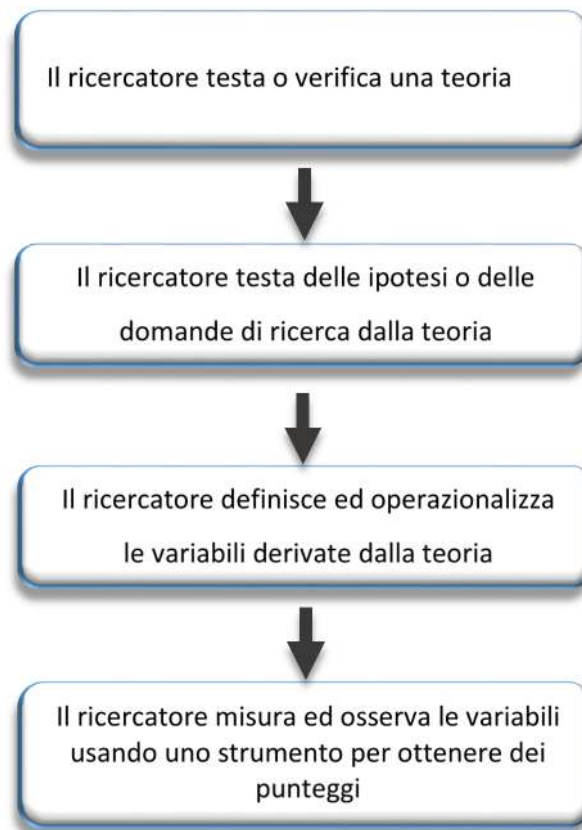 Il ricercatore testa o verifica una teoria
Il ricercatore testa delle ipotesi o delle
domande di ricerca dalla teoria
Il ricercatore definisce ed operazionalizza
le variabili derivate dalla teoria
Il ricercatore misura ed osserva le variabili
usando uno strumento per ottenere dei
punteggi